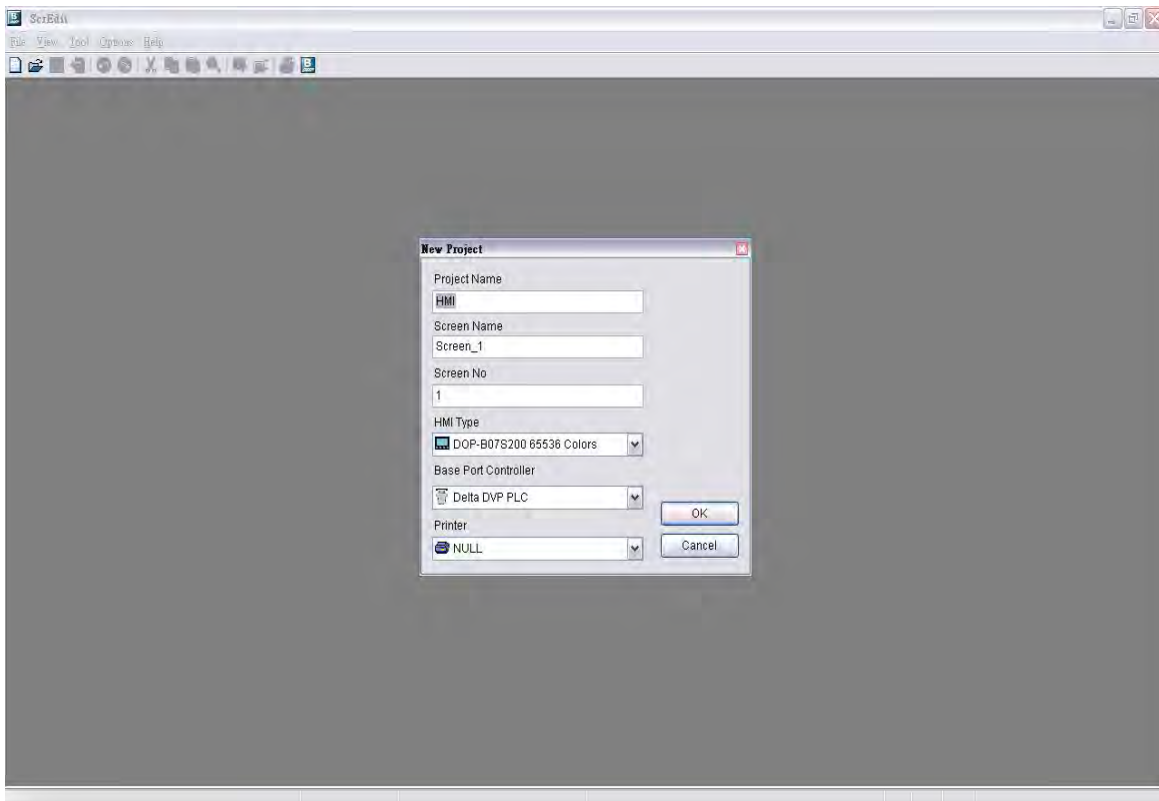 ScrEdit
File View Tool Options Help
New Project
Project Name
HMI
Screen Name
Screen_1
Screen No
1
HMI Type
DOP-B07S200 65536 Colors
Base Port Controller
Delta DVP PLC
Printer
NULL
OK
Cancel